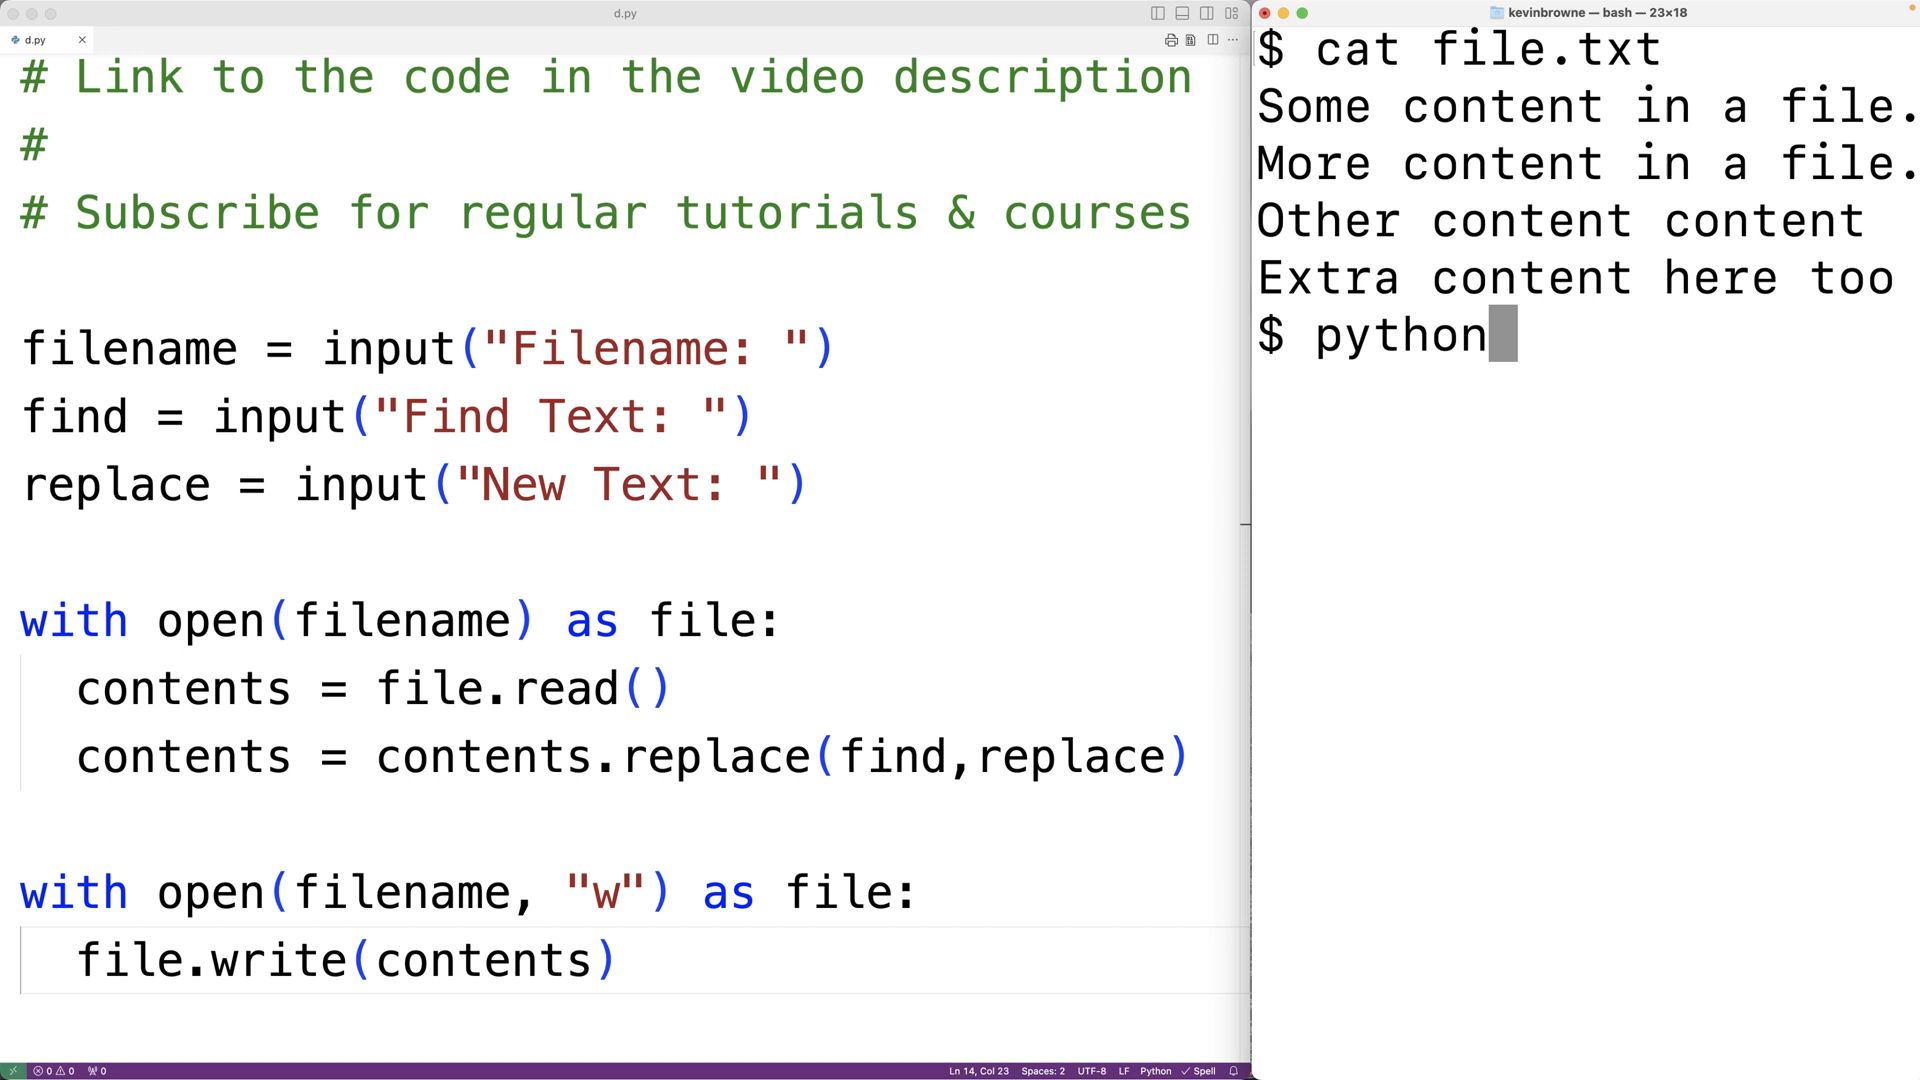 d.py
d.py
# Link to the code in the video description
#
# Subscribe for regular tutorials & courses
filename = input("Filename: ")
find = input("Find Text: ")
replace = input("New Text: ")
with open(filename) as file:
  contents = file.read()
  contents = contents.replace(find,replace)
with open(filename, "w") as file:
  file.write(contents)
0 0 0 Ln 14, Col 23 Spaces: 2 UTF-8 LF Python Spell
kevinbrowne — bash — 23×18
$ cat file.txt
Some content in a file.
More content in a file.
Other content content
Extra content here too
$ python